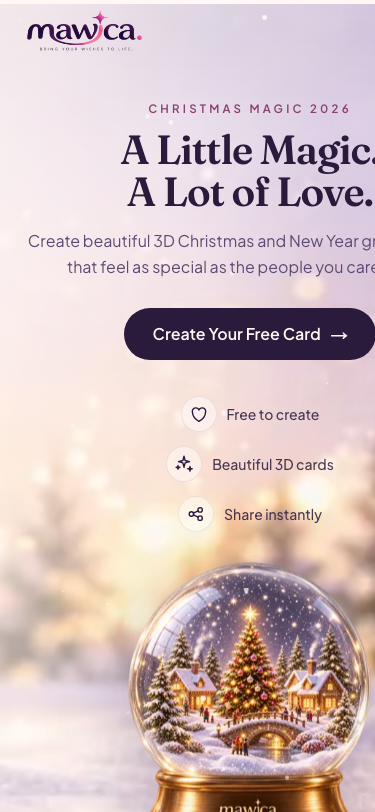 mawica.
BRING YOUR WISHES TO LIFE.
CHRISTMAS MAGIC 2026
A Little Magic.
A Lot of Love.
Create beautiful 3D Christmas and New Year gr
that feel as special as the people you care
Create Your Free Card →
Free to create
Beautiful 3D cards
Share instantly
mawica